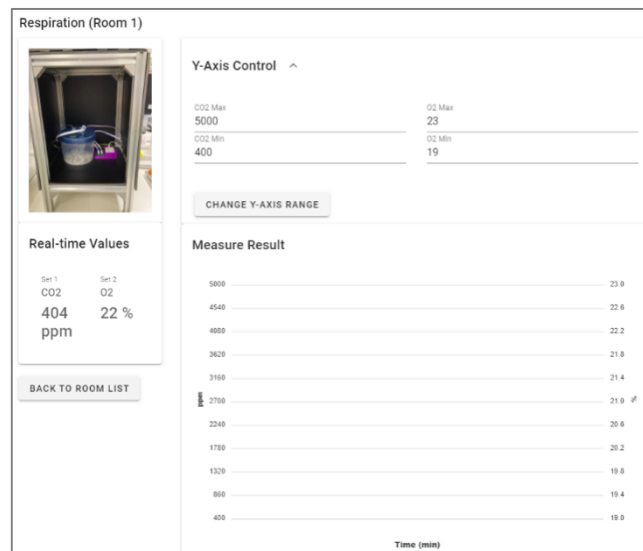 Respiration (Room 1)
Y-Axis Control
CO2 Max
5000
O2 Max
23
CO2 Min
400
O2 Min
19
CHANGE Y-AXIS RANGE
Real-time Values
Set 1
CO2
404
ppm
Set 2
O2
22 %
BACK TO ROOM LIST
Measure Result
5000
4540
4080
3620
3160
2700
2240
1780
1320
860
400
ppm
23.0
22.6
22.2
21.8
21.4
21.0
20.6
20.2
19.8
19.4
19.0
%
Time (min)